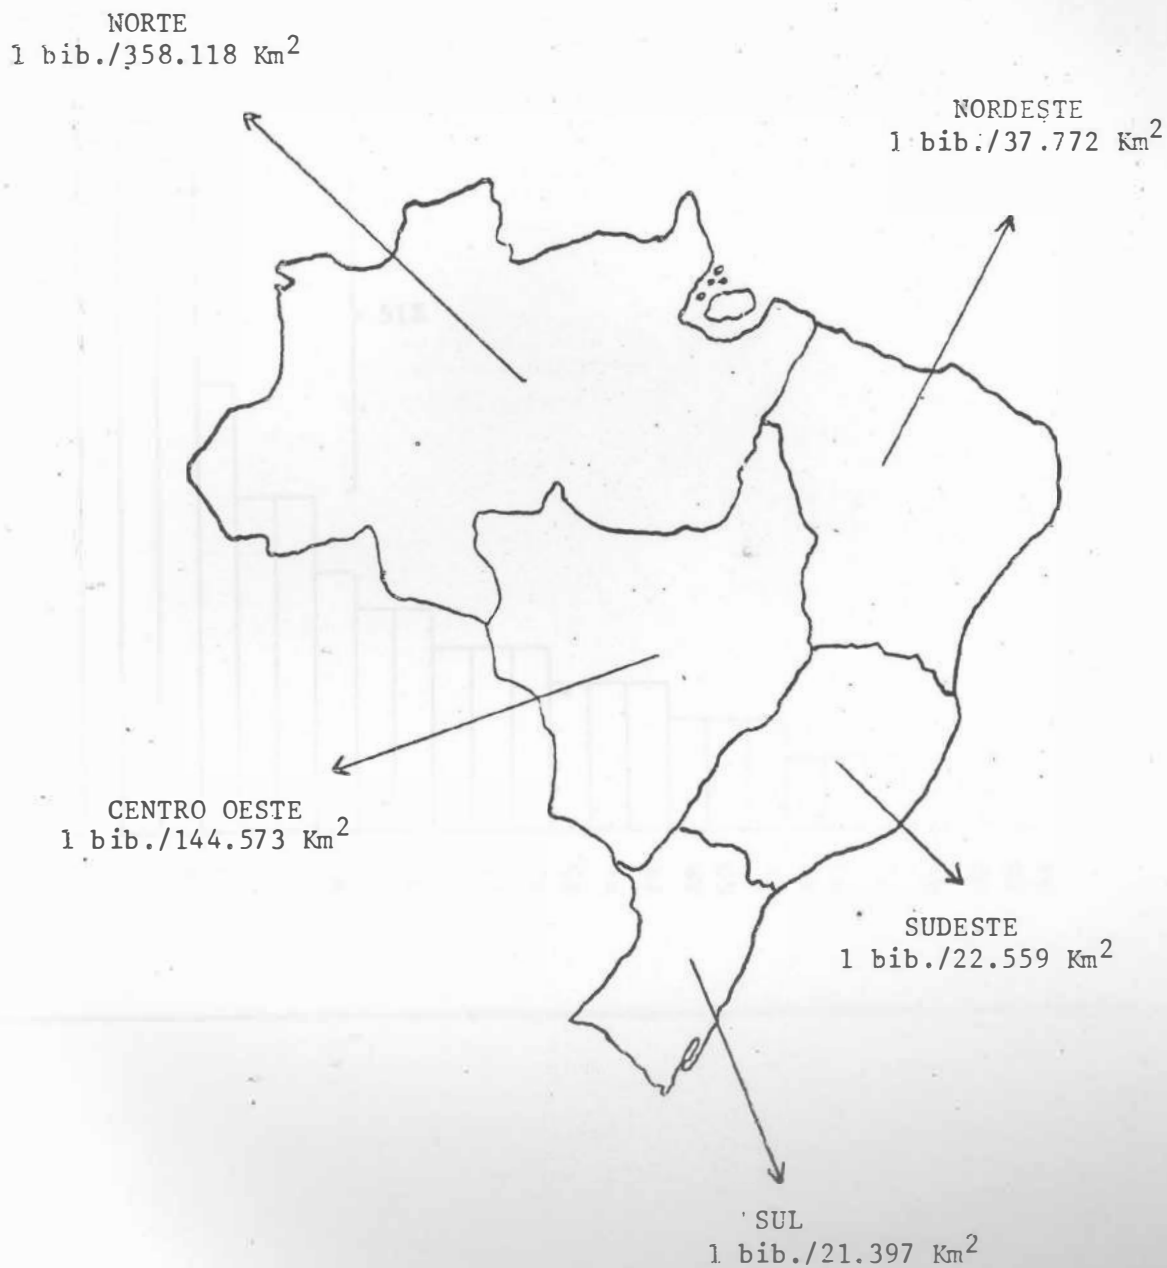 NORTE
1 bib./358.118 Km²
NORDESTE
1 bib./37.772 Km²
CENTRO OESTE
1 bib./144.573 Km²
SUDESTE
1 bib./22.559 Km²
SUL
1 bib./21.397 Km²